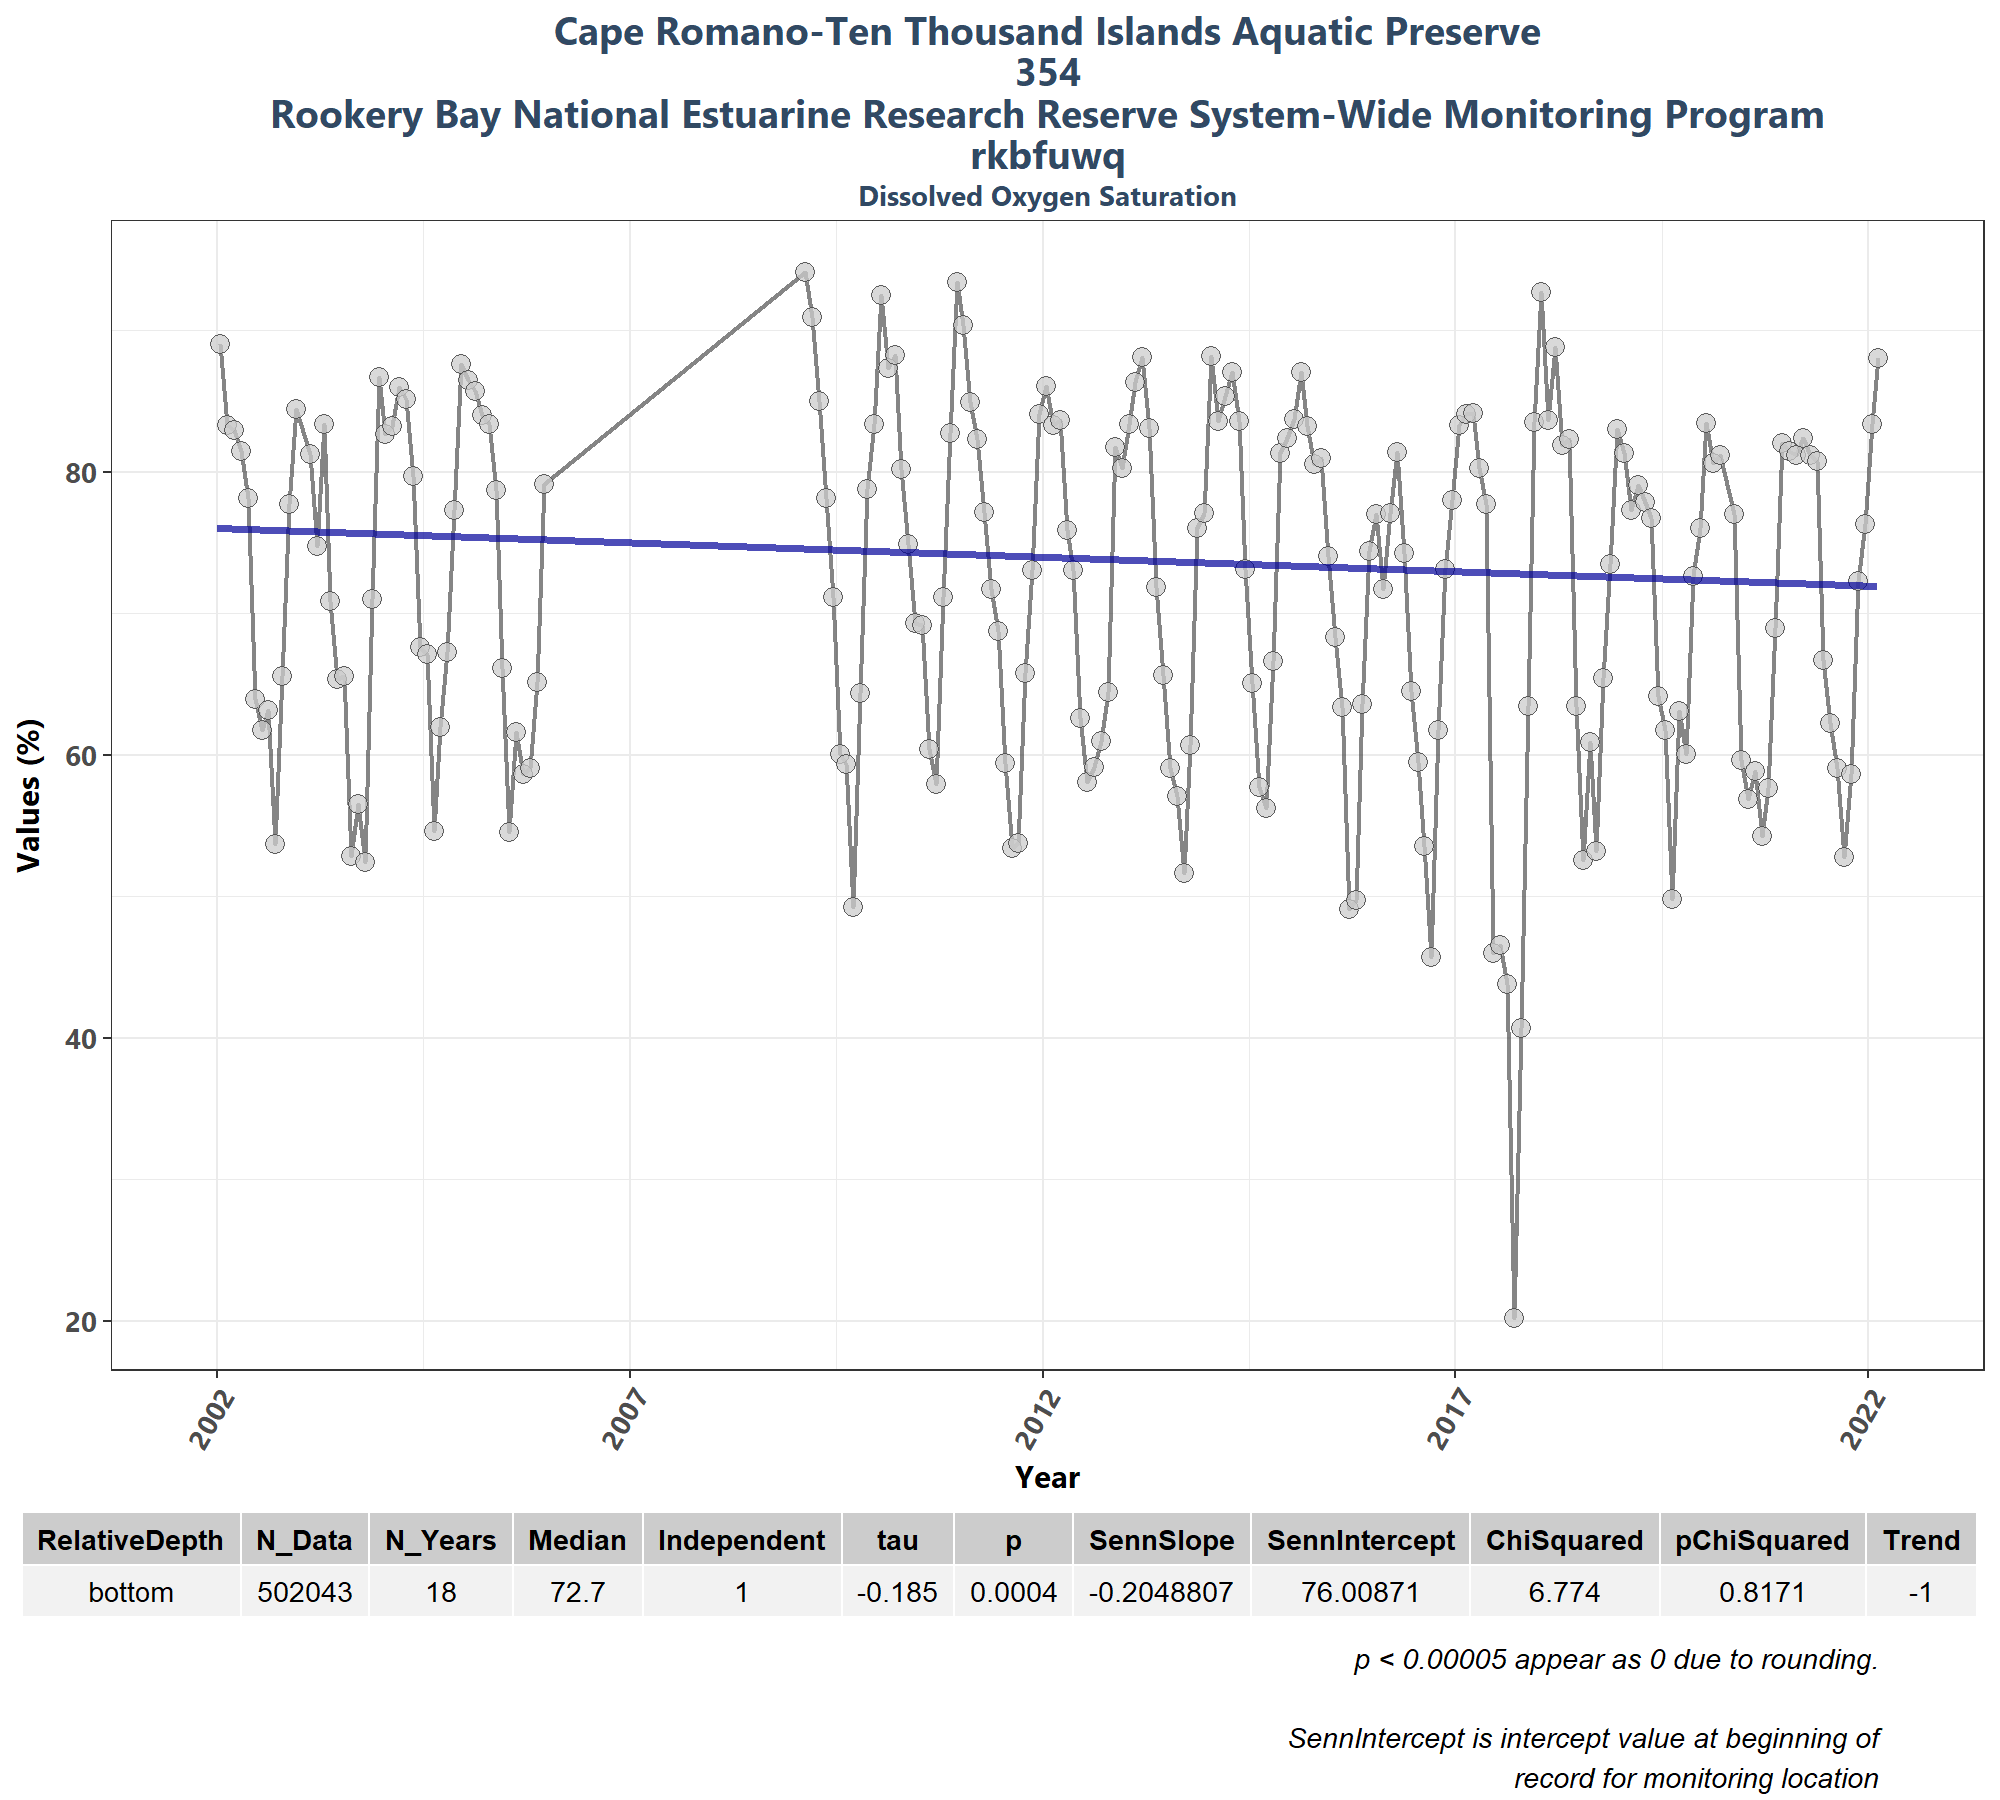 Cape Romano-Ten Thousand Islands Aquatic Preserve
354
Rookery Bay National Estuarine Research Reserve System-Wide Monitoring Program
rkbfuwq
Dissolved Oxygen Saturation
Values (%)
80
60
40
20
2002 2007 2012 2017 2022
Year
RelativeDepth N_Data N_Years Median Independent tau p SennSlope SennIntercept ChiSquared pChiSquared Trend
bottom 502043 18 72.7 1 -0.185 0.0004 -0.2048807 76.00871 6.774 0.8171 -1
p < 0.00005 appear as 0 due to rounding.
SennIntercept is intercept value at beginning of
record for monitoring location